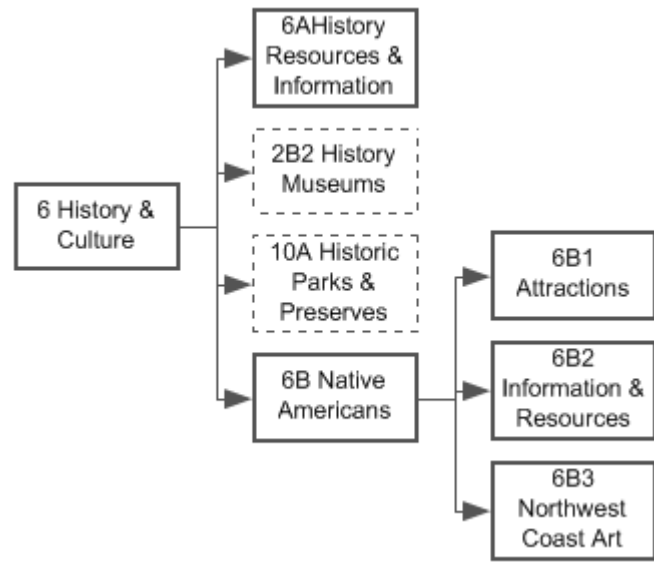 6AHistory
Resources &
Information
2B2 History
Museums
6 History &
Culture
10A Historic
Parks &
Preserves
6B Native
Americans
6B1
Attractions
6B2
Information &
Resources
6B3
Northwest
Coast Art